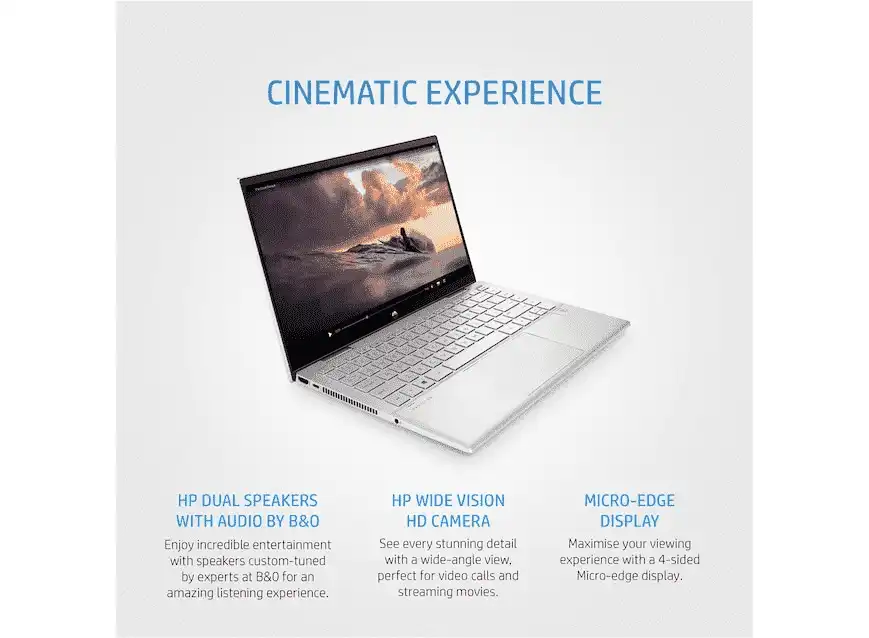 CINEMATIC EXPERIENCE
HP DUAL SPEAKERS
WITH AUDIO BY B&O
Enjoy incredible entertainment
with speakers custom-tuned
by experts at B&O for an
amazing listening experience.
HP WIDE VISION
HD CAMERA
See every stunning detail
with a wide-angle view,
perfect for video calls and
streaming movies.
MICRO-EDGE
DISPLAY
Maximise your viewing
experience with a 4-sided
Micro-edge display.